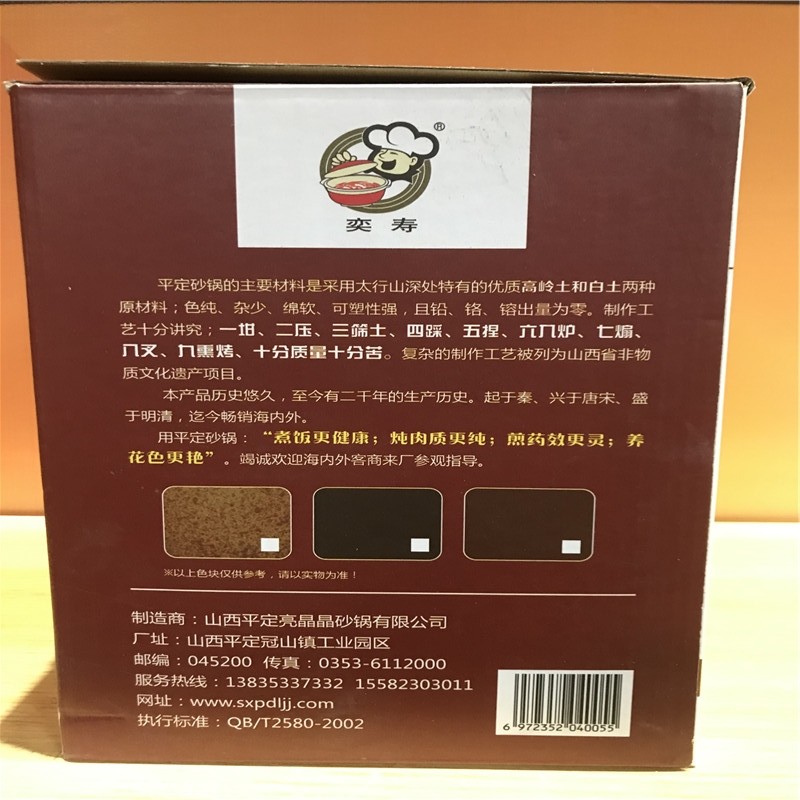 ®
奕寿
平定砂锅的主要材料是采用太行山深处特有的优质高岭土和白土两种
原材料；色纯、杂少、绵软、可塑性强，且铅、铬、镕出量为零。制作工
艺十分讲究；一坩、二压、三筛土、四踩、五捏、六入炉、七煽、
八叉、九熏烤、十分质量十分苦。复杂的制作工艺被列为山西省非物
质文化遗产项目。
本产品历史悠久，至今有二千年的生产历史。起于秦、兴于唐宋、盛
于明清，迄今畅销海内外。
用平定砂锅：“煮饭更健康；炖肉质更纯；煎药效更灵；养
花色更艳”。竭诚欢迎海内外客商来厂参观指导。
※以上色块仅供参考，请以实物为准！
制造商：山西平定亮晶晶砂锅有限公司
厂址：山西平定冠山镇工业园区
邮编：045200 传真：0353-6112000
服务热线：13835337332 15582303011
网址：www.sxpdljj.com
执行标准：QB/T2580-2002
6 972352 040055